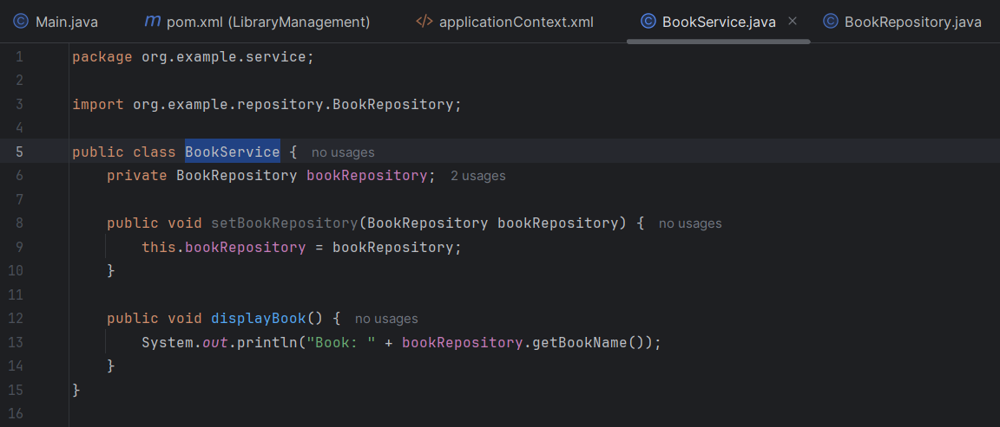 Main.java pom.xml (LibraryManagement) applicationContext.xml BookService.java BookRepository.java
1 package org.example.service;
2
3 import org.example.repository.BookRepository;
4
5 public class BookService { no usages
6 private BookRepository bookRepository; 2 usages
7
8 public void setBookRepository(BookRepository bookRepository) { no usages
9 this.bookRepository = bookRepository;
10 }
11
12 public void displayBook() { no usages
13 System.out.println("Book: " + bookRepository.getBookName());
14 }
15 }
16